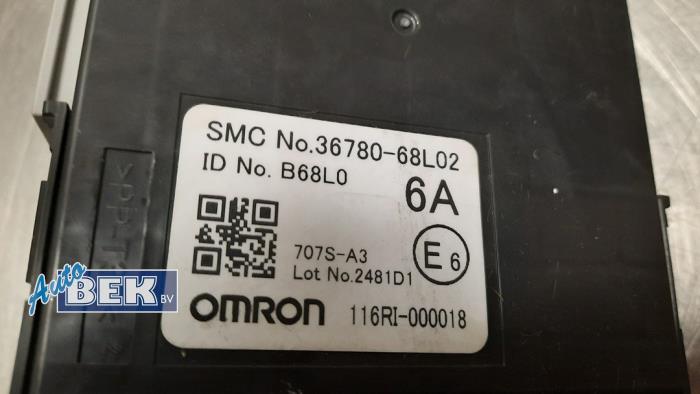 SMC No.36780-68L02
ID No. B68L0
6A
707S-A3
E6
Lot No.2481D1
OMRON
116RI-000018
Auto
BEK BV